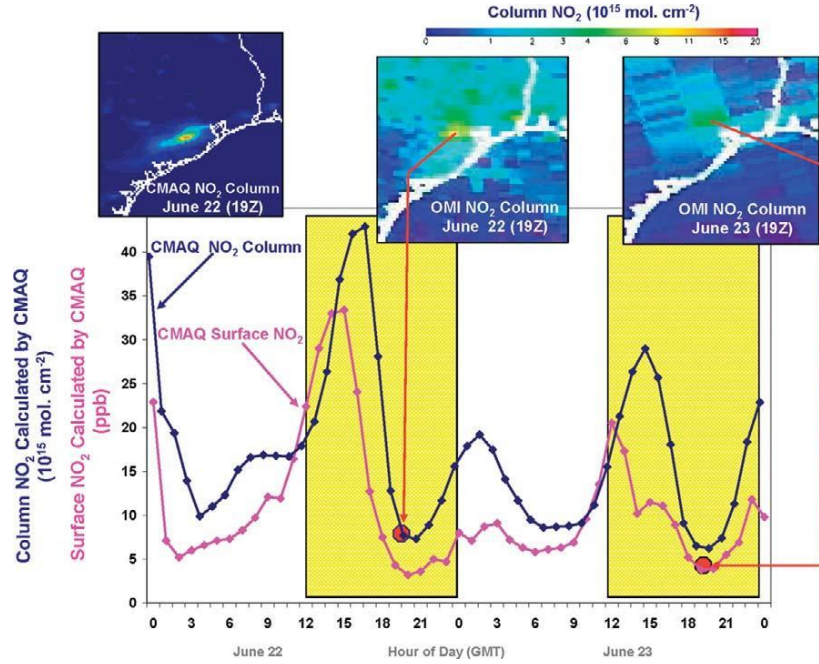 Column NO₂ (10¹⁵ mol. cm⁻²)
0 1 2 3 4 6 8 11 15 20
CMAQ NO₂ Column
June 22 (19Z)
OMI NO₂ Column
June 22 (19Z)
OMI NO₂ Column
June 23 (19Z)
Column NO₂ Calculated by CMAQ
(10¹⁵ mol. cm⁻²)
Surface NO₂ Calculated by CMAQ
(ppb)
CMAQ NO₂ Column
CMAQ Surface NO₂
40
35
30
25
20
15
10
5
0
0 3 6 9 12 15 18 21 0 3 6 9 12 15 18 21 0
June 22 Hour of Day (GMT) June 23